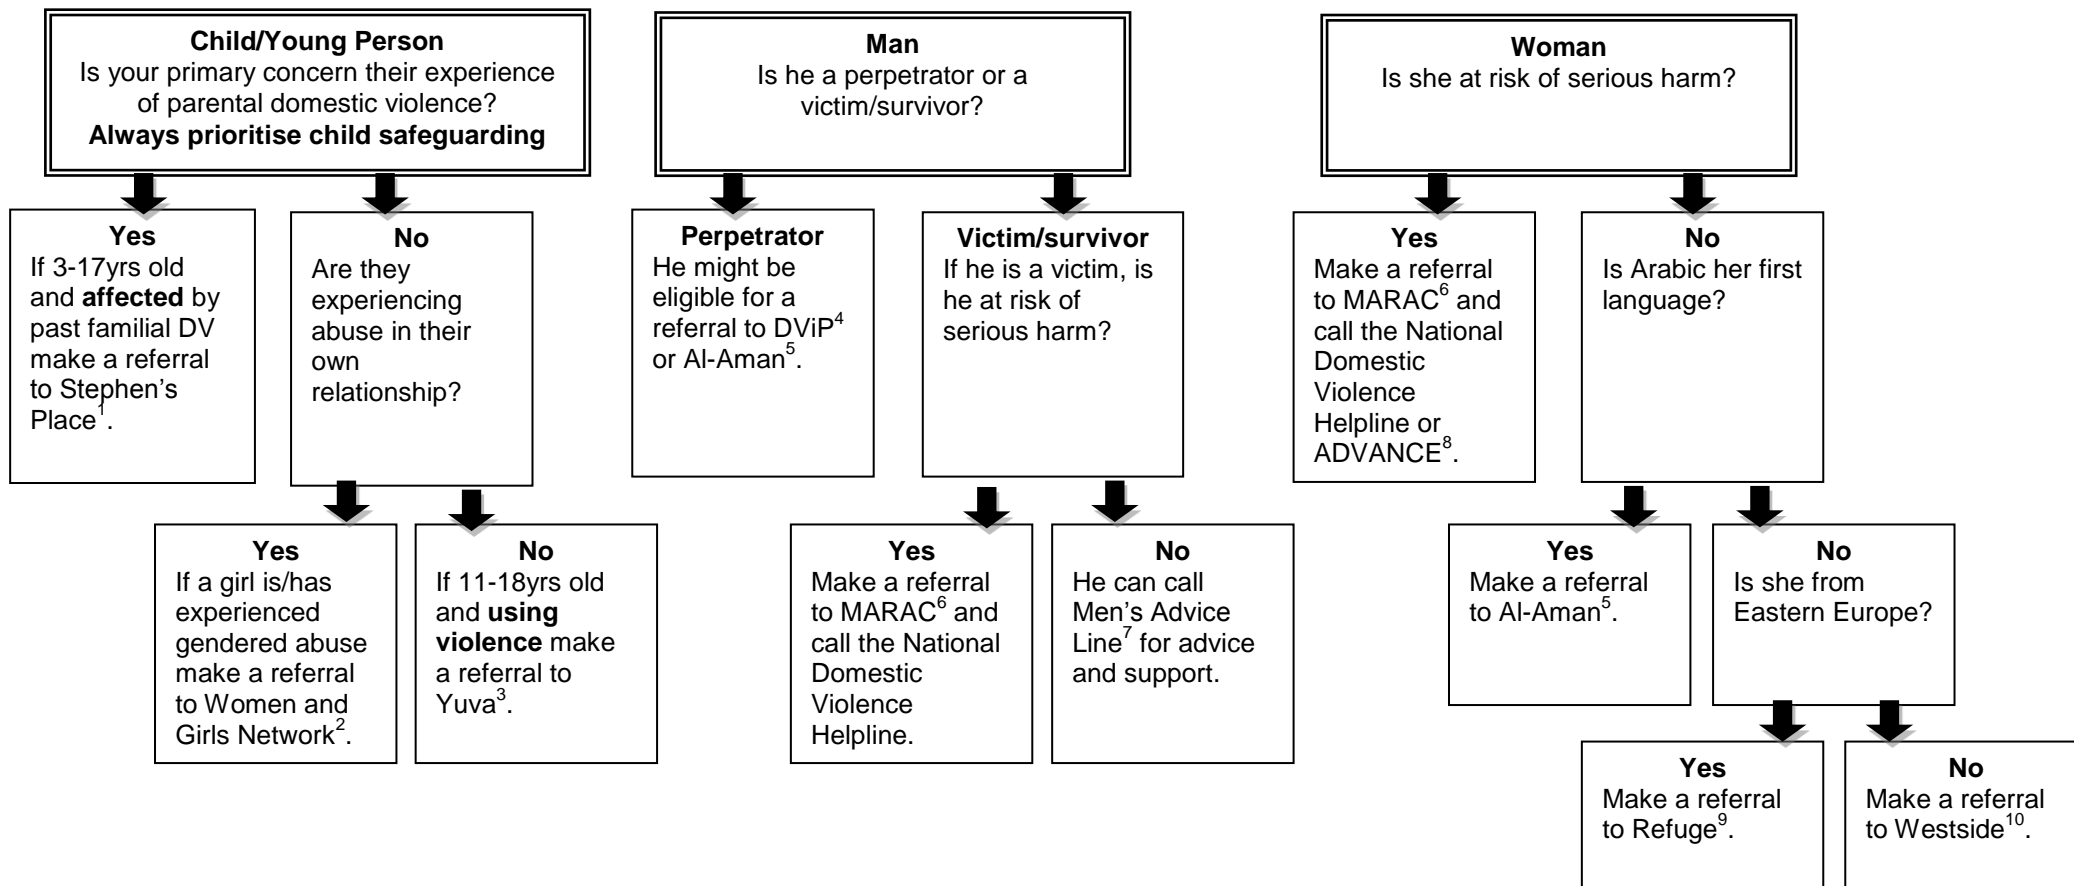 Child/Young Person
Is your primary concern their experience
of parental domestic violence?
Always prioritise child safeguarding
Man
Is he a perpetrator or a
victim/survivor?
Woman
Is she at risk of serious harm?
Yes
If 3-17yrs old
and affected by
past familial DV
make a referral
to Stephen’s
Place1.
No
Are they
experiencing
abuse in their
own
relationship?
Perpetrator
He might be
eligible for a
referral to DViP4
or Al-Aman5.
Victim/survivor
If he is a victim, is
he at risk of
serious harm?
Yes
Make a referral
to MARAC6 and
call the National
Domestic
Violence
Helpline or
ADVANCE8.
No
Is Arabic her first
language?
Yes
If a girl is/has
experienced
gendered abuse
make a referral
to Women and
Girls Network2.
No
If 11-18yrs old
and using
violence make
a referral to
Yuva3.
Yes
Make a referral
to MARAC6 and
call the National
Domestic
Violence
Helpline.
No
He can call
Men’s Advice
Line7 for advice
and support.
Yes
Make a referral
to Al-Aman5.
No
Is she from
Eastern Europe?
Yes
Make a referral
to Refuge9.
No
Make a referral
to Westside10.